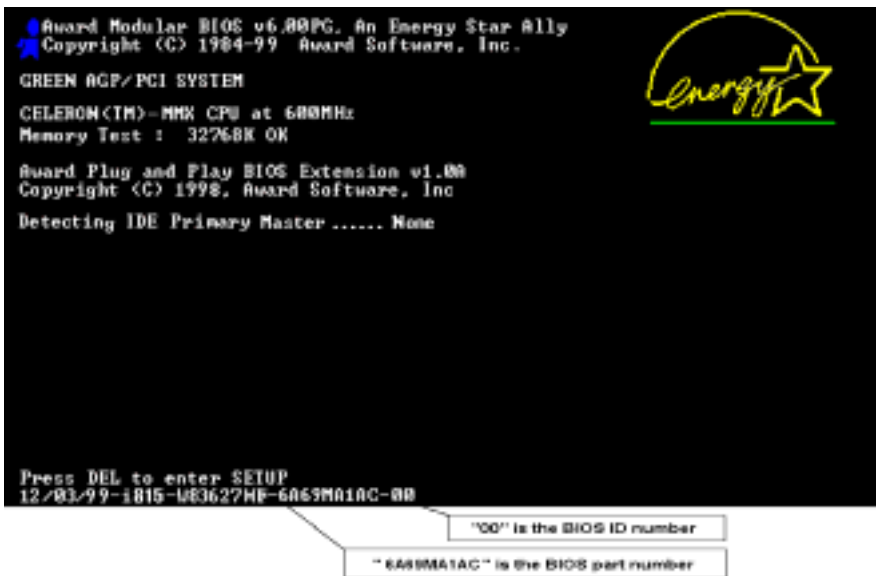 Award Modular BIOS v6.00PG, An Energy Star Ally
Copyright (C) 1984-99 Award Software, Inc.
energy
GREEN AGP/PCI SYSTEM
CELERON(TM)-MMX CPU at 600MHz
Memory Test : 32768K OK
Award Plug and Play BIOS Extension v1.0A
Copyright (C) 1998, Award Software, Inc
Detecting IDE Primary Master ...... None
Press DEL to enter SETUP
12/03/99-i815-W83627HF-6A69MA1AC-00
"00" is the BIOS ID number
"6A69MA1AC" is the BIOS part number